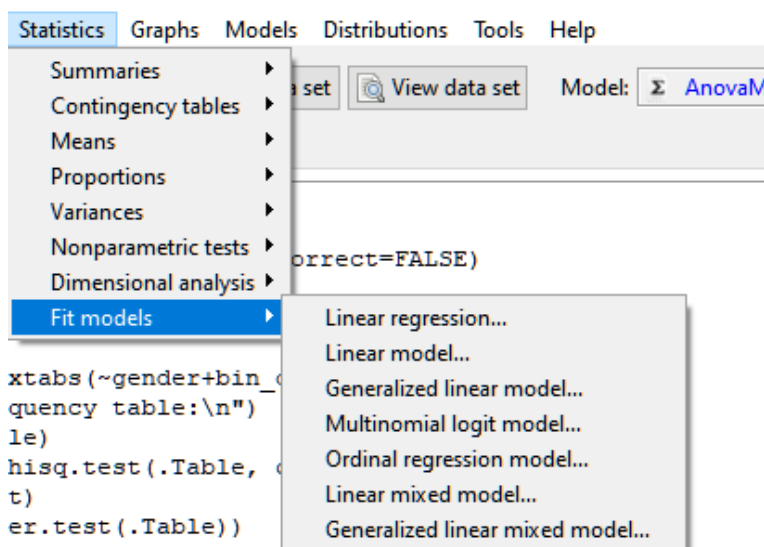 Statistics Graphs Models Distributions Tools Help
Summaries
set View data set Model: Σ AnovaM
Contingency tables
Means
Proportions
Variances
Nonparametric tests
orrect=FALSE)
Dimensional analysis
Fit models
Linear regression...
Linear model...
xtabs(~gender+bin_
Generalized linear model...
quency table:\n")
Multinomial logit model...
le)
Ordinal regression model...
hisq.test(.Table,
Linear mixed model...
t)
er.test(.Table))
Generalized linear mixed model...